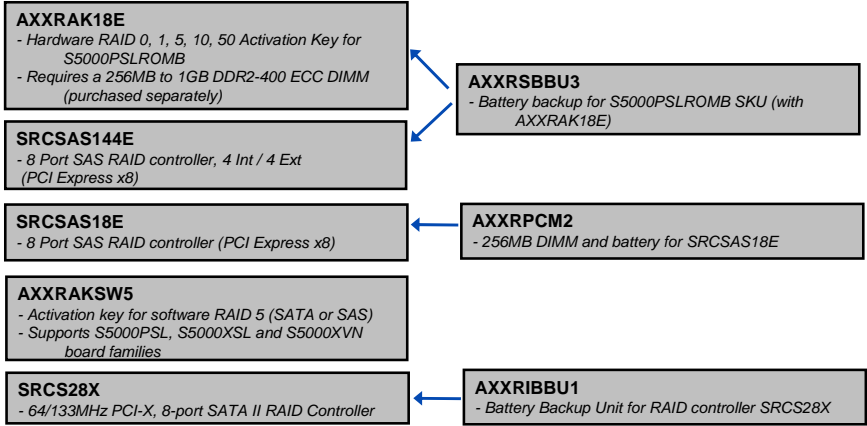 AXXRAK18E
- Hardware RAID 0, 1, 5, 10, 50 Activation Key for
S5000PSLROMB
- Requires a 256MB to 1GB DDR2-400 ECC DIMM
(purchased separately)
AXXRSBBU3
- Battery backup for S5000PSLROMB SKU (with
AXXRAK18E)
SRCSAS144E
- 8 Port SAS RAID controller, 4 Int / 4 Ext
(PCI Express x8)
SRCSAS18E
- 8 Port SAS RAID controller (PCI Express x8)
AXXRPCM2
- 256MB DIMM and battery for SRCSAS18E
AXXRAKSW5
- Activation key for software RAID 5 (SATA or SAS)
- Supports S5000PSL, S5000XSL and S5000XVN
board families
SRCS28X
- 64/133MHz PCI-X, 8-port SATA II RAID Controller
AXXRIBBU1
- Battery Backup Unit for RAID controller SRCS28X